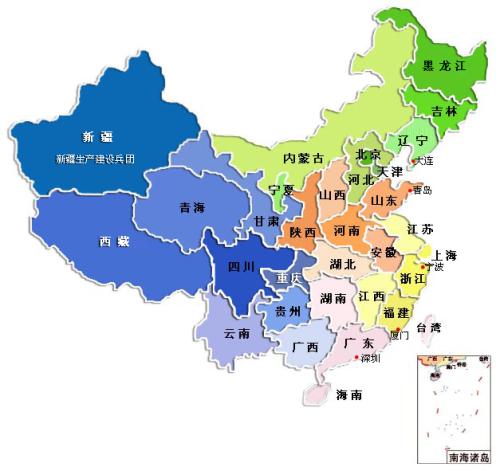 黑龙江
吉林
辽宁
大连
新疆
新疆生产建设兵团
内蒙古
北京
天津
河北
宁夏
山西
山东
青岛
青海
甘肃
陕西
河南
江苏
西藏
安徽
上海
四川
重庆
湖北
宁波
浙江
贵州
湖南
江西
福建
云南
广西
广东
厦门
台湾
深圳
海南
南海诸岛